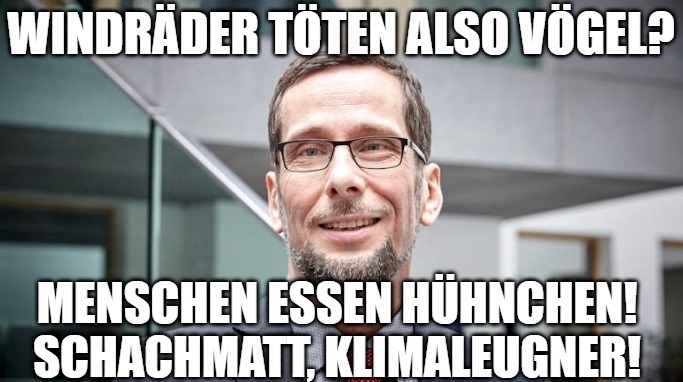 WINDRÄDER TÖTEN ALSO VÖGEL?
MENSCHEN ESSEN HÜHNCHEN!
SCHACHMATT, KLIMALEUGNER!